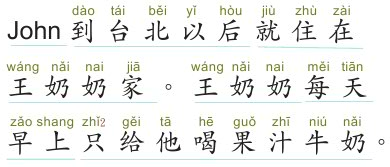 dào tái běi yǐ hòu jiù zhù zài
John 到台北以后就住在
wáng nǎi nai jiā wáng nǎi nai měi tiān
王奶奶家。王奶奶每天
zǎo shang zhǐ gěi tā hē guǒ zhī niú nǎi
早上只给他喝果汁牛奶。